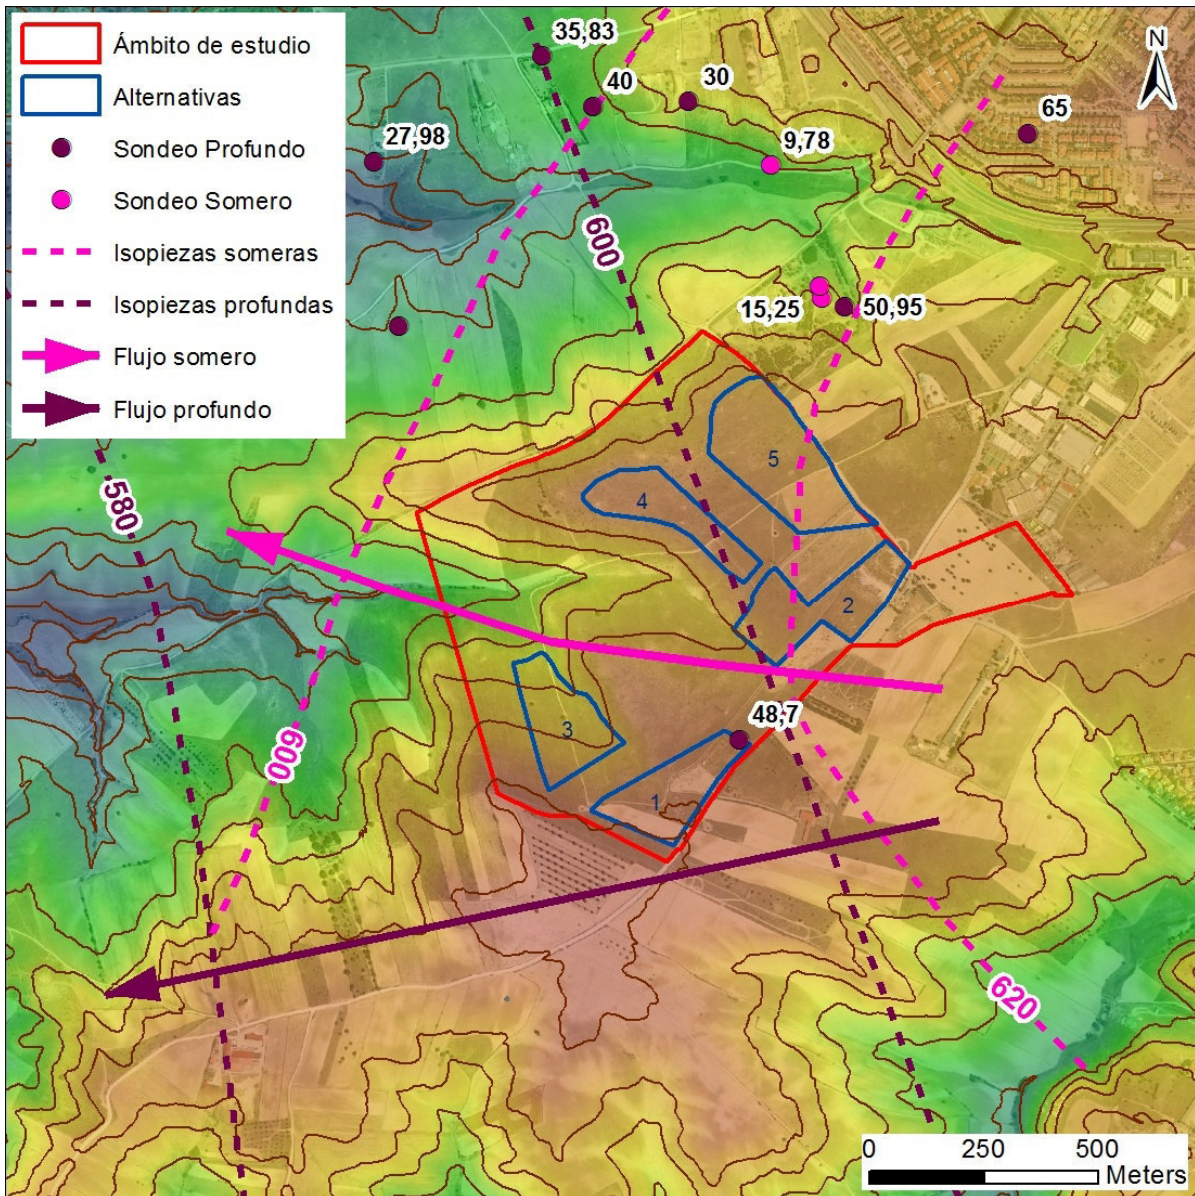 Ámbito de estudio
Alternativas
Sondeo Profundo
Sondeo Somero
Isopiezas someras
Isopiezas profundas
Flujo somero
Flujo profundo
35,83
40
30
65
27,98
9,78
N
600
15,25
50,95
580
5
4
2
600
3
48,7
1
620
0 250 500
Meters